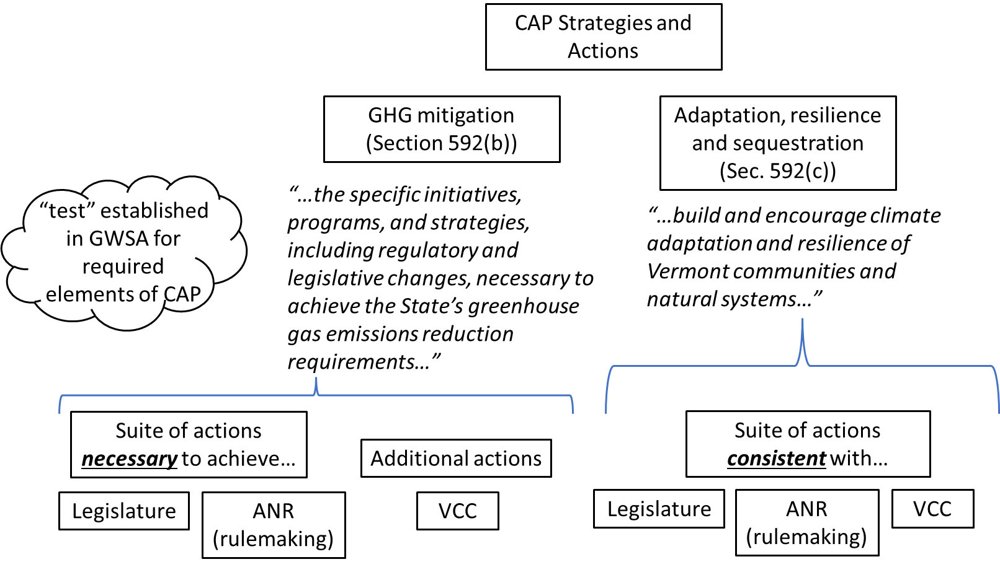 CAP Strategies and
Actions
GHG mitigation
(Section 592(b))
Adaptation, resilience
and sequestration
(Sec. 592(c))
“test” established
in GWSA for
required
elements of CAP
“…the specific initiatives,
programs, and strategies,
including regulatory and
legislative changes, necessary to
achieve the State’s greenhouse
gas emissions reduction
requirements…”
“…build and encourage climate
adaptation and resilience of
Vermont communities and
natural systems…”
Suite of actions
necessary to achieve…
Additional actions
Suite of actions
consistent with…
Legislature
ANR
(rulemaking)
VCC
Legislature
ANR
(rulemaking)
VCC